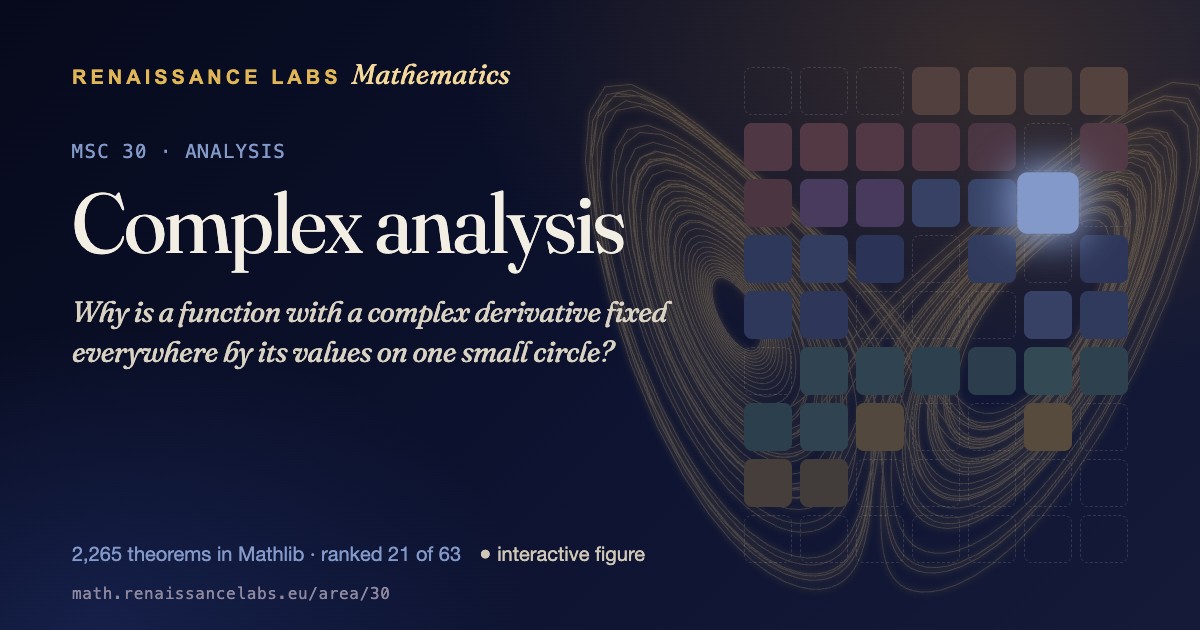 RENAISSANCE LABS Mathematics
MSC 30 · ANALYSIS
Complex analysis
Why is a function with a complex derivative fixed
everywhere by its values on one small circle?
2,265 theorems in Mathlib · ranked 21 of 63 ● interactive figure
math.renaissancelabs.eu/area/30